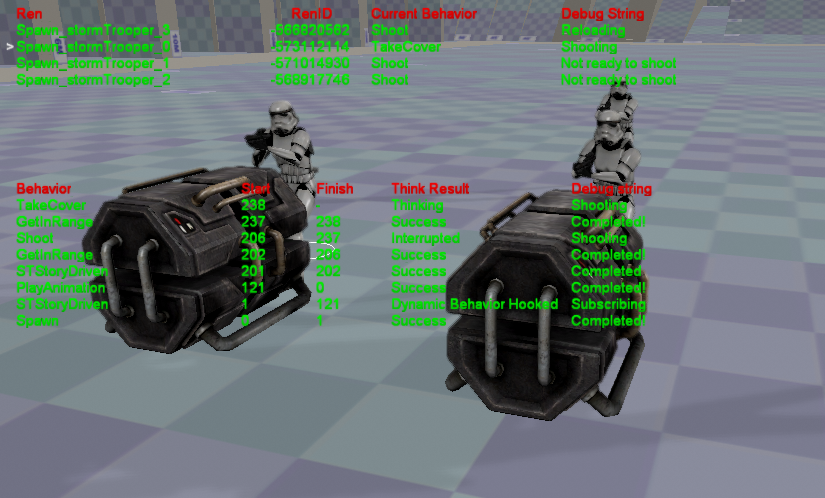 Ren RenID Current Behavior Debug String
Spawn_stormTrooper_3 -566820562 Shoot Reloading
> Spawn_stormTrooper_0 -573112114 TakeCover Shooting
Spawn_stormTrooper_1 -571014930 Shoot Not ready to shoot
Spawn_stormTrooper_2 -568917746 Shoot Not ready to shoot
Behavior Start Finish Think Result Debug string
TakeCover 238 - Thinking Shooting
GetInRange 237 238 Success Completed!
Shoot 206 237 Interrupted Shooting
GetInRange 202 206 Success Completed!
STStoryDriven 201 202 Success Completed
PlayAnimation 121 0 Success Completed!
STStoryDriven 1 121 Dynamic Behavior Hooked Subscribing
Spawn 0 1 Success Completed!